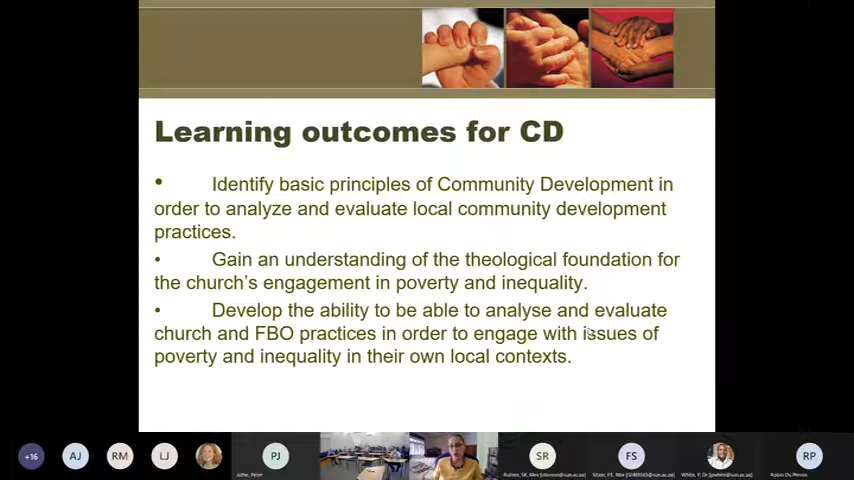 Learning outcomes for CD
• Identify basic principles of Community Development in
order to analyze and evaluate local community development
practices.
• Gain an understanding of the theological foundation for
the church's engagement in poverty and inequality.
• Develop the ability to be able to analyse and evaluate
church and FBO practices in order to engage with issues of
poverty and inequality in their own local contexts.
+16
AJ
RM
LJ
PJ
SR
FS
RP